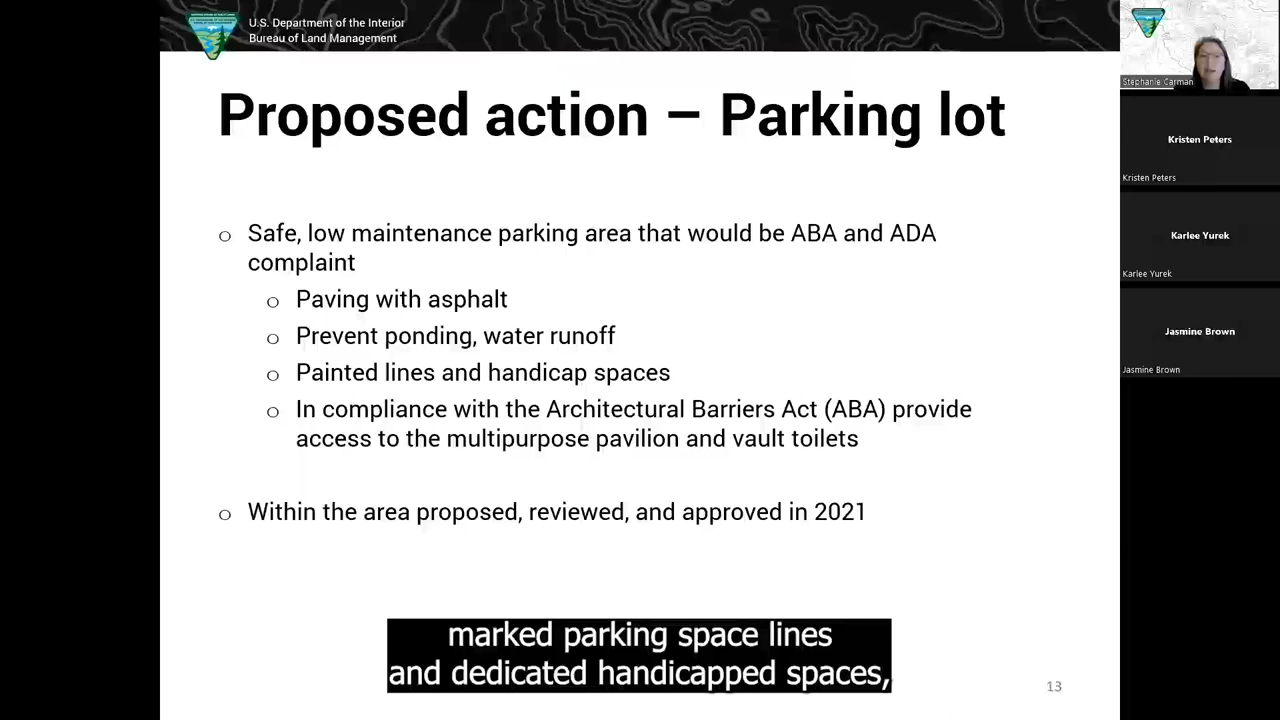 U.S. Department of the Interior
Bureau of Land Management
Proposed action – Parking lot
o Safe, low maintenance parking area that would be ABA and ADA
complaint
o Paving with asphalt
o Prevent ponding, water runoff
o Painted lines and handicap spaces
o In compliance with the Architectural Barriers Act (ABA) provide
access to the multipurpose pavilion and vault toilets
o Within the area proposed, reviewed, and approved in 2021
marked parking space lines
and dedicated handicapped spaces,
13
Stephanie Carman
Kristen Peters
Kristen Peters
Karlee Yurek
Karlee Yurek
Jasmine Brown
Jasmine Brown